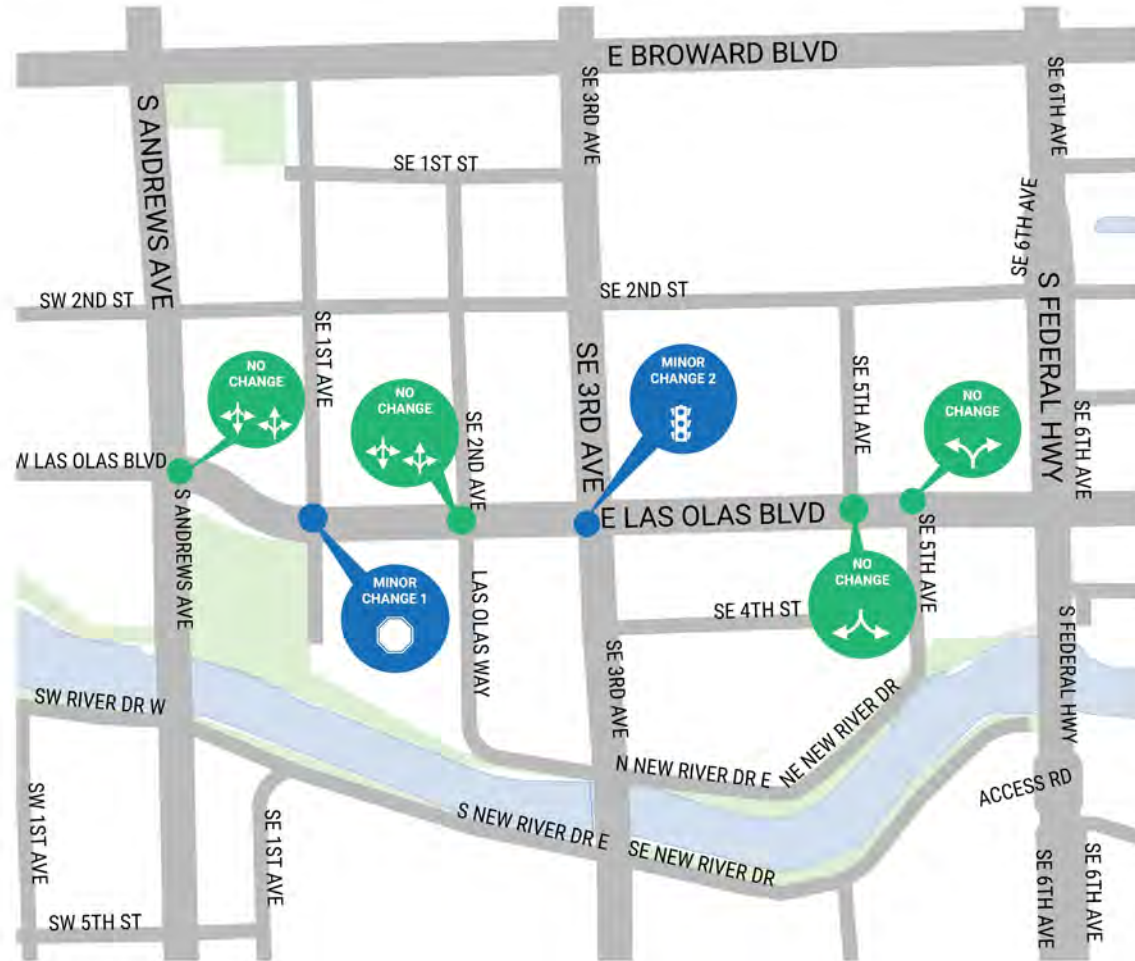 E BROWARD BLVD
S ANDREWS AVE
SE 3RD AVE
SE 6TH AVE
SE 1ST ST
SE 6TH AVE
SW 2ND ST
SE 2ND ST
S FEDERAL HWY
SE 1ST AVE
NO
CHANGE
NO
CHANGE
SE 2ND AVE
SE 3RD AVE
MINOR
CHANGE 2
SE 5TH AVE
NO
CHANGE
SE 6TH AVE
W LAS OLAS BLVD
E LAS OLAS BLVD
S ANDREWS AVE
MINOR
CHANGE 1
LAS OLAS WAY
SE 4TH ST
NO
CHANGE
SE 5TH AVE
S FEDERAL HWY
SE 3RD AVE
SW RIVER DR W
N NEW RIVER DR E
NE NEW RIVER DR
ACCESS RD
SW 1ST AVE
SE 1ST AVE
S NEW RIVER DR E
SE NEW RIVER DR
SE 6TH AVE
SE 6TH AVE
SW 5TH ST